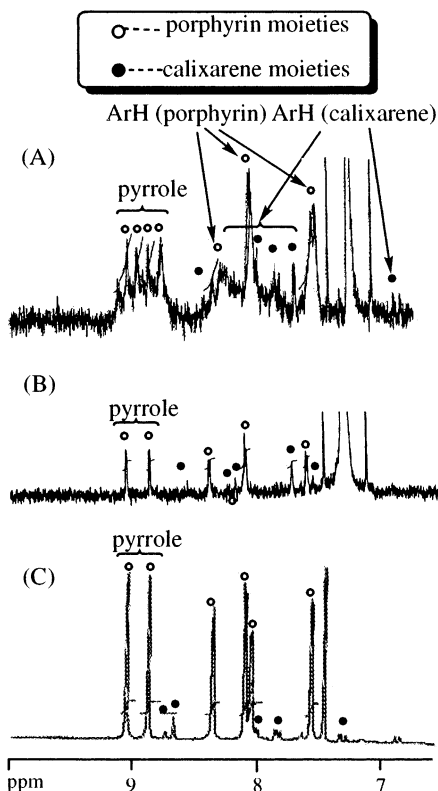 porphyrin moieties
calixarene moieties
ArH (porphyrin) ArH (calixarene)
(A)
pyrrole
(B)
pyrrole
pyrrole
(C)
ppm 9 8 7